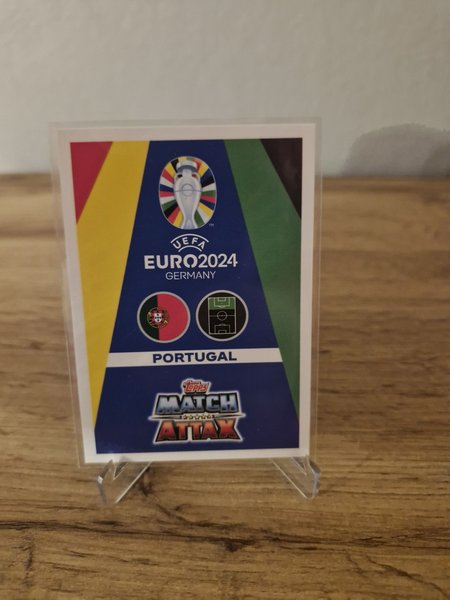 UEFA
EURO2024
GERMANY
PORTUGAL
Topps
MATCH
ATTAX